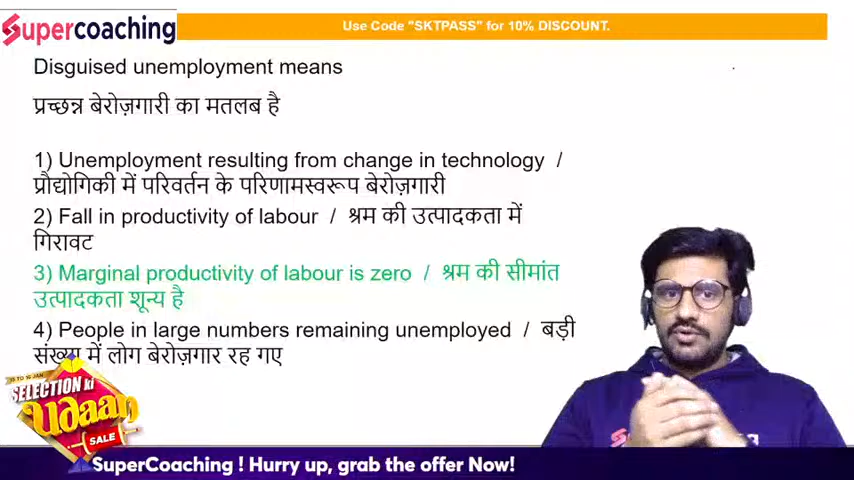 Supercoaching
Use Code "SKTPASS" for 10% DISCOUNT.
Disguised unemployment means
प्रच्छन्न बेरोज़गारी का मतलब है
1) Unemployment resulting from change in technology /
प्रौद्योगिकी में परिवर्तन के परिणामस्वरूप बेरोज़गारी
2) Fall in productivity of labour / श्रम की उत्पादकता में
गिरावट
3) Marginal productivity of labour is zero / श्रम की सीमांत
उत्पादकता शून्य है
4) People in large numbers remaining unemployed / बड़ी
संख्या में लोग बेरोज़गार रह गए
SELECTION ki
Udaan
SALE
SuperCoaching ! Hurry up, grab the offer Now!